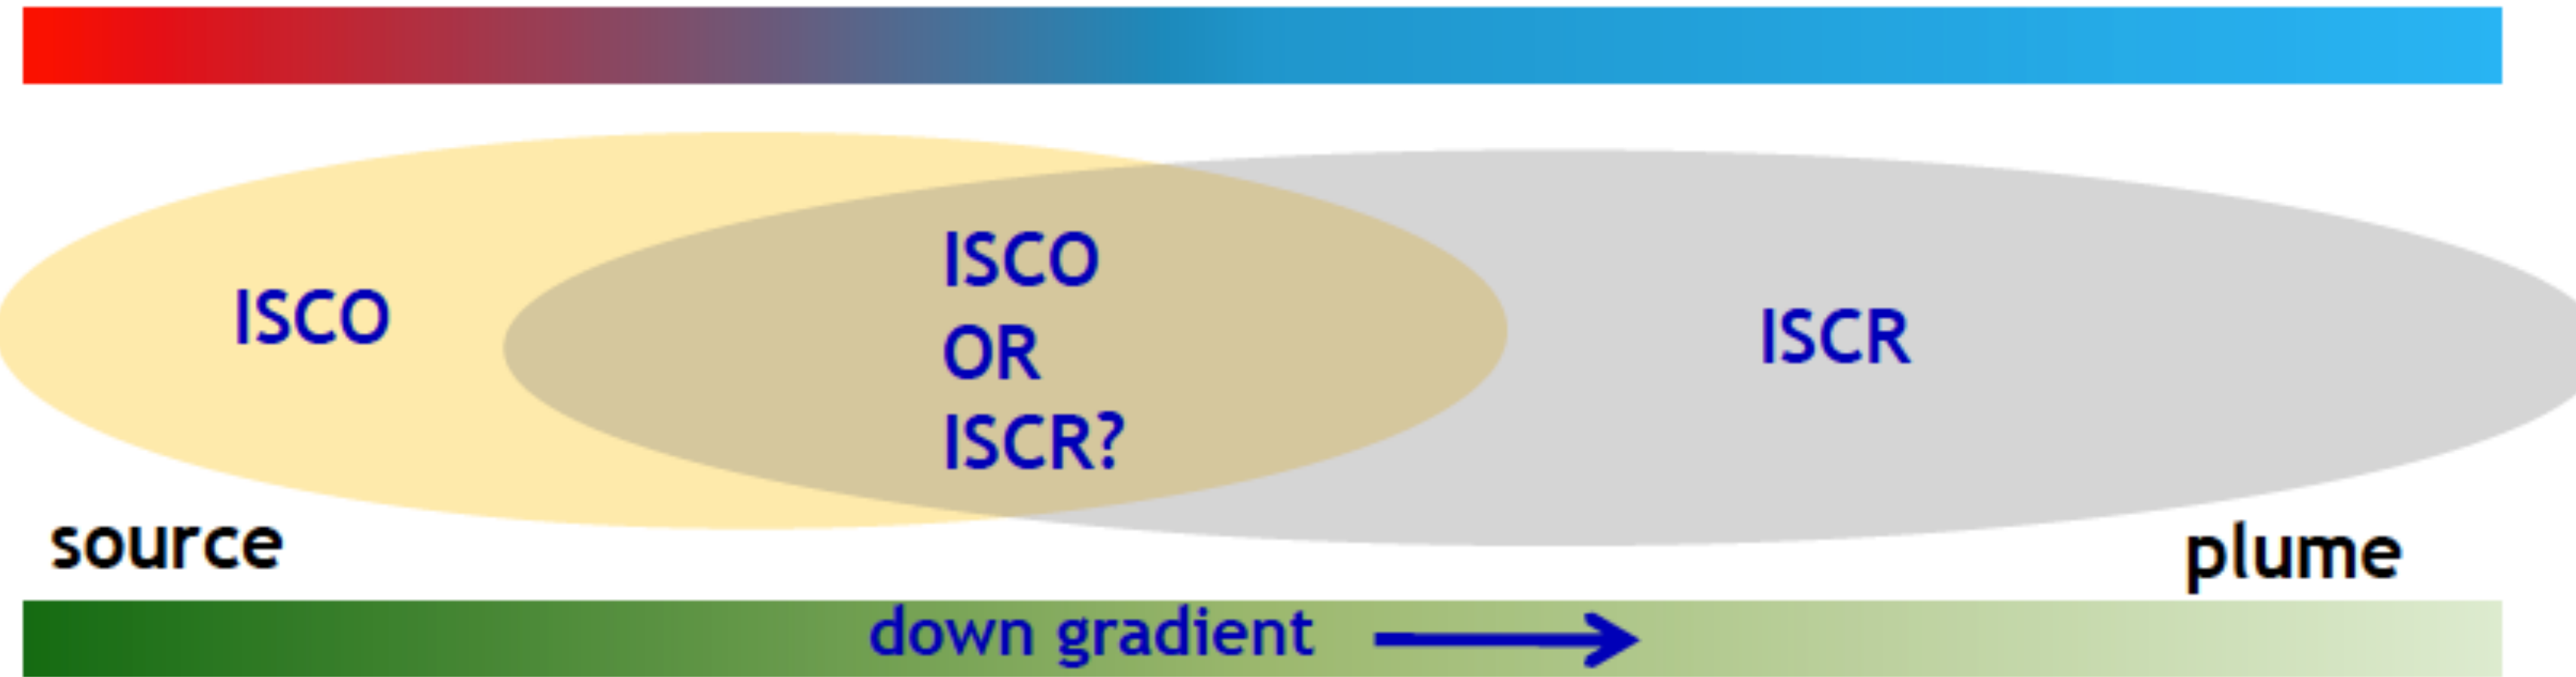 ISCO
ISCO
OR
ISCR?
ISCR
source
plume
down gradient